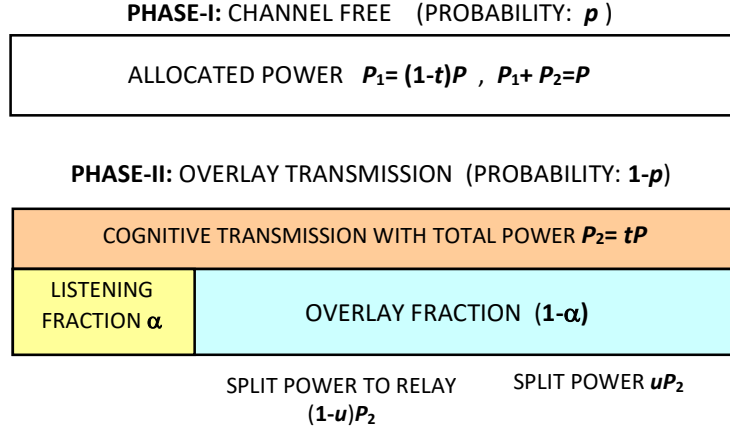 PHASE-I: CHANNEL FREE (PROBABILITY: p )
ALLOCATED POWER P₁= (1-t)P , P₁+ P₂=P
PHASE-II: OVERLAY TRANSMISSION (PROBABILITY: 1-p)
COGNITIVE TRANSMISSION WITH TOTAL POWER P₂= tP
LISTENING
FRACTION α
OVERLAY FRACTION (1-α)
SPLIT POWER TO RELAY
(1-u)P₂
SPLIT POWER uP₂